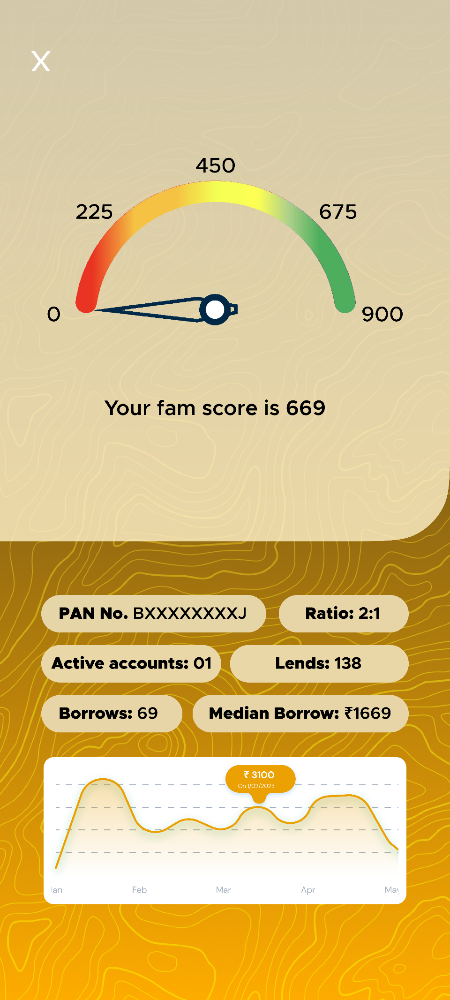 X
450
225
675
0
900
Your fam score is 669
PAN No. BXXXXXXXXJ
Ratio: 2:1
Active accounts: 01
Lends: 138
Borrows: 69
Median Borrow: ₹1669
₹ 3100
On 1/02/2023
Jan Feb Mar Apr May